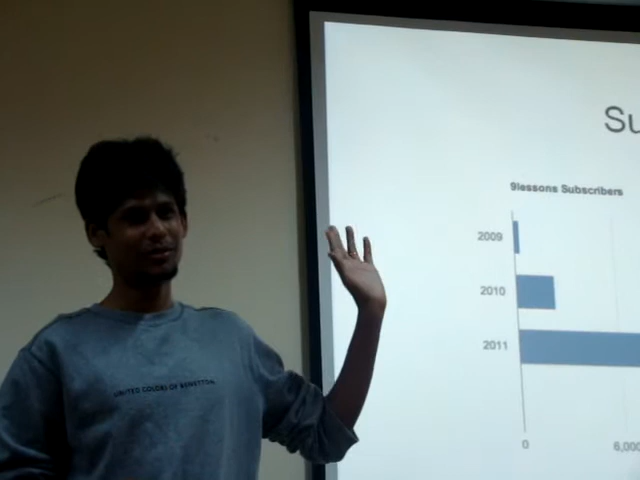 Su
9lessons Subscribers
2009
2010
2011
0
6,000
UNITED COLORS OF BENETTON